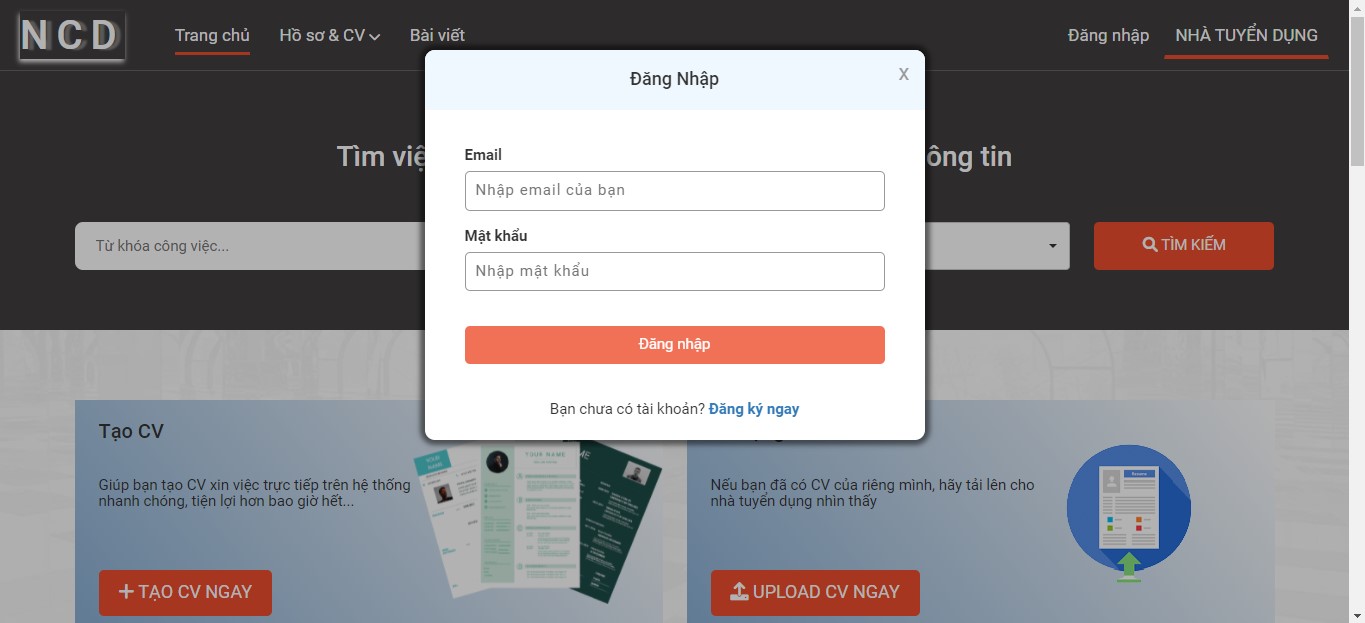 NCD
Trang chủ
Hồ sơ & CV
Bài viết
Đăng nhập
NHÀ TUYỂN DỤNG
Đăng Nhập
X
Tìm
ông tin
Email
Nhập email của bạn
Mật khẩu
Nhập mật khẩu
Từ khóa công việc...
TÌM KIẾM
Đăng nhập
Bạn chưa có tài khoản? Đăng ký ngay
Tạo CV
Giúp bạn tạo CV xin việc trực tiếp trên hệ thống
nhanh chóng, tiện lợi hơn bao giờ hết...
TẠO CV NGAY
YOUR NAME
Nếu bạn đã có CV của riêng mình, hãy tải lên cho
nhà tuyển dụng nhìn thấy
Resume
UPLOAD CV NGAY